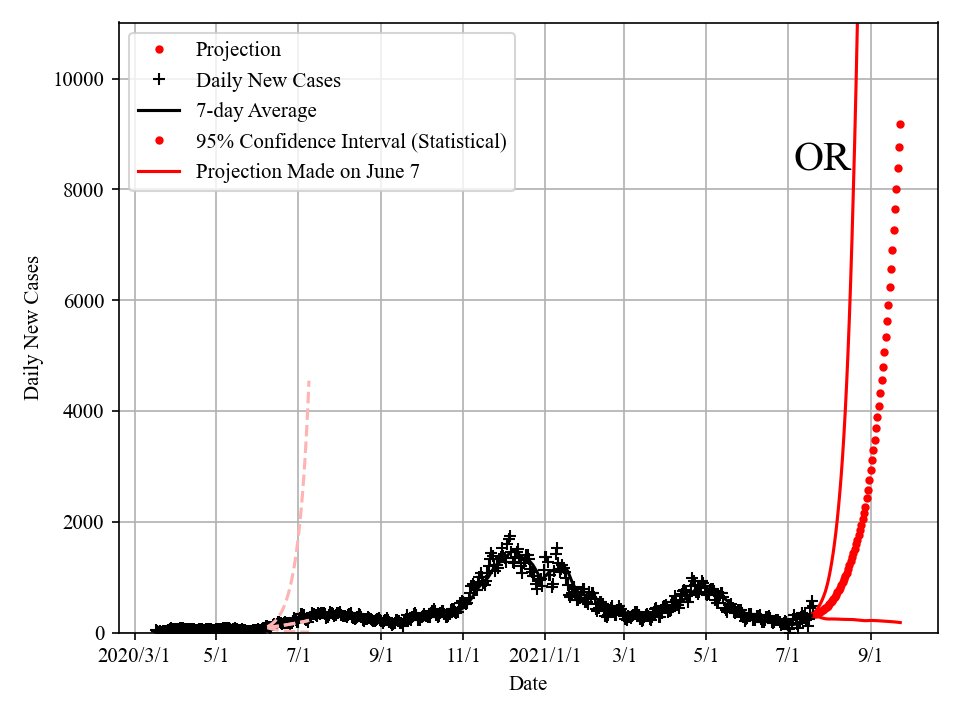 Projection
Daily New Cases
7-day Average
95% Confidence Interval (Statistical)
Projection Made on June 7
OR
10000
8000
6000
4000
2000
0
Daily New Cases
2020/3/1 5/1 7/1 9/1 11/1 2021/1/1 3/1 5/1 7/1 9/1
Date